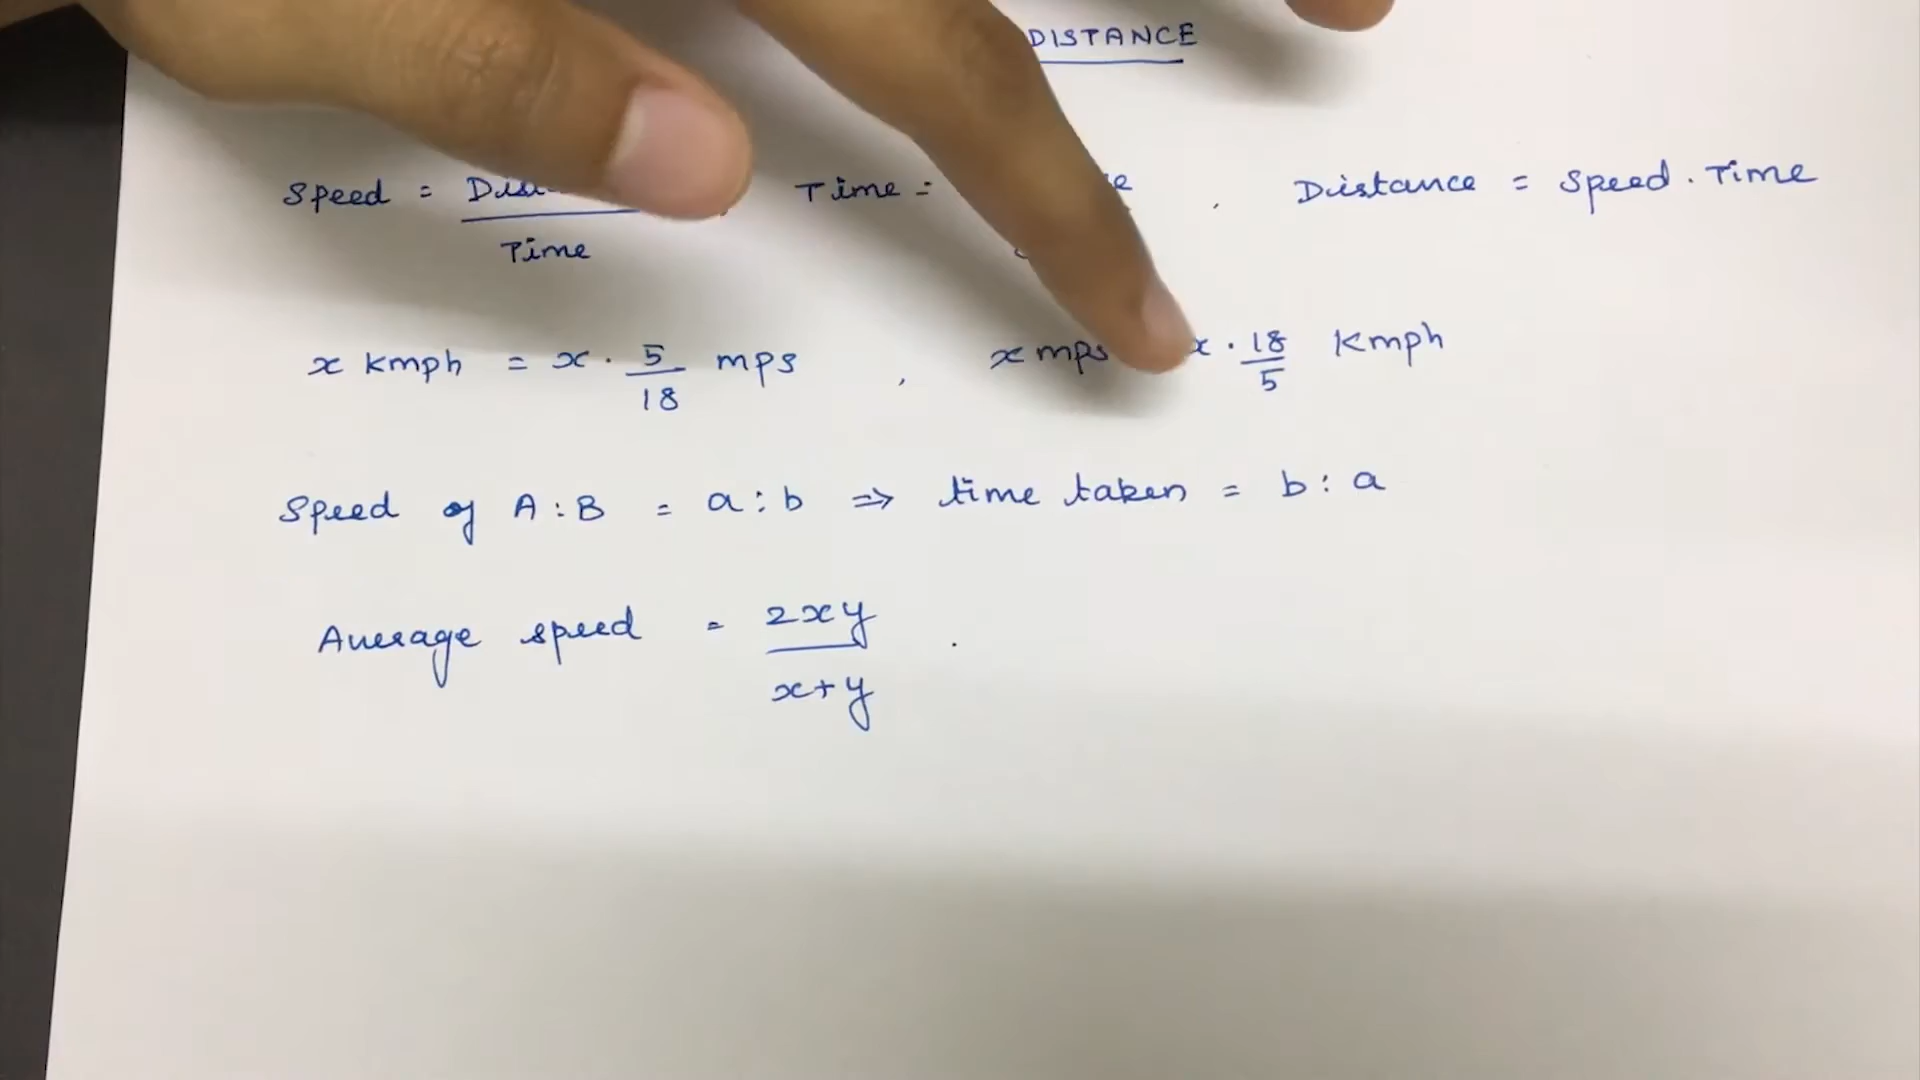 DISTANCE
Speed = / Time , Time = . Distance = Speed . Time
x kmph = x . 5/18 mps , x mps x . 18/5 Kmph
Speed of A : B = a : b ⇒ time taken = b : a
Average speed = 2xy/x+y .